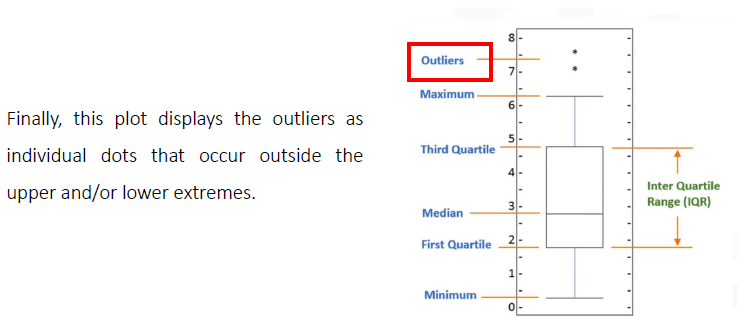 Finally, this plot displays the outliers as
individual dots that occur outside the
upper and/or lower extremes.
8
Outliers
7
Maximum
6
5
Third Quartile
4
Inter Quartile
Range (IQR)
3
Median
2
First Quartile
1
Minimum
0